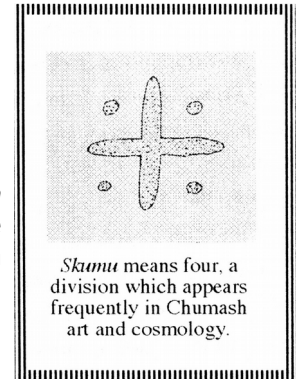 Skumu means four, a
division which appears
frequently in Chumash
art and cosmology.